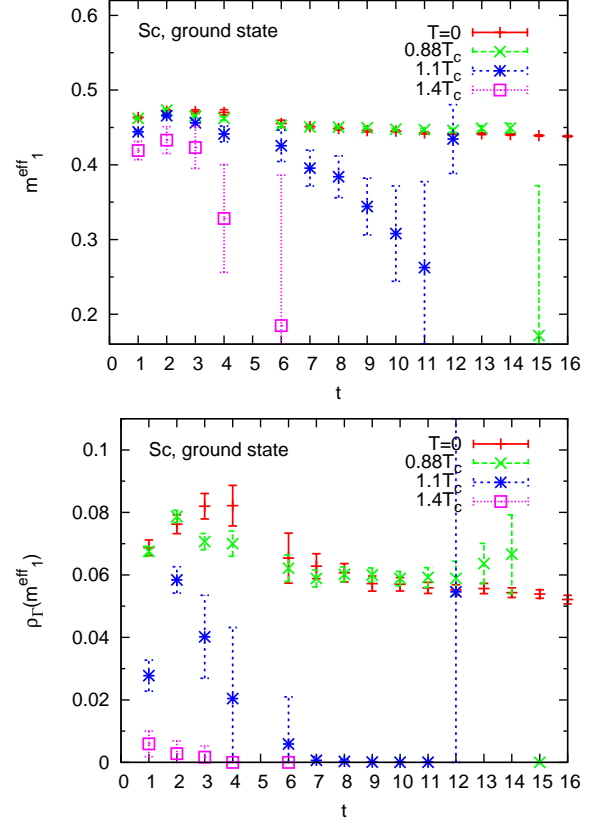 0.6
0.5
0.4
0.3
0.2
m^eff_1
Sc, ground state
T=0
0.88T_c
1.1T_c
1.4T_c
0 1 2 3 4 5 6 7 8 9 10 11 12 13 14 15 16
t
0.1
0.08
0.06
0.04
0.02
0
ρ_Γ(m^eff_1)
Sc, ground state
T=0
0.88T_c
1.1T_c
1.4T_c
0 1 2 3 4 5 6 7 8 9 10 11 12 13 14 15 16
t